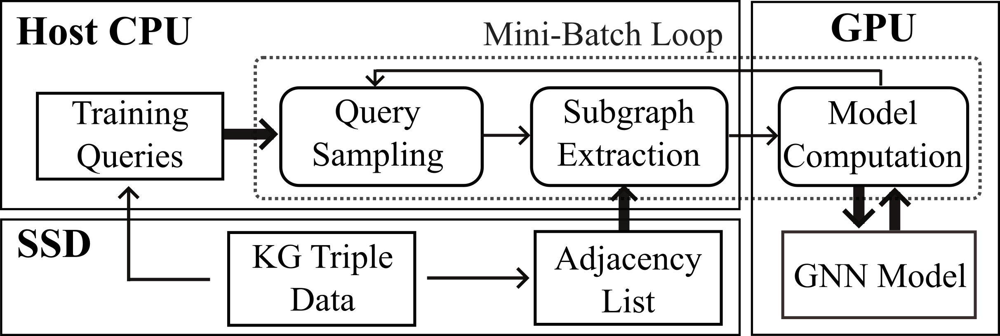 Host CPU
Mini-Batch Loop
GPU
Training
Queries
Query
Sampling
Subgraph
Extraction
Model
Computation
SSD
KG Triple
Data
Adjacency
List
GNN Model